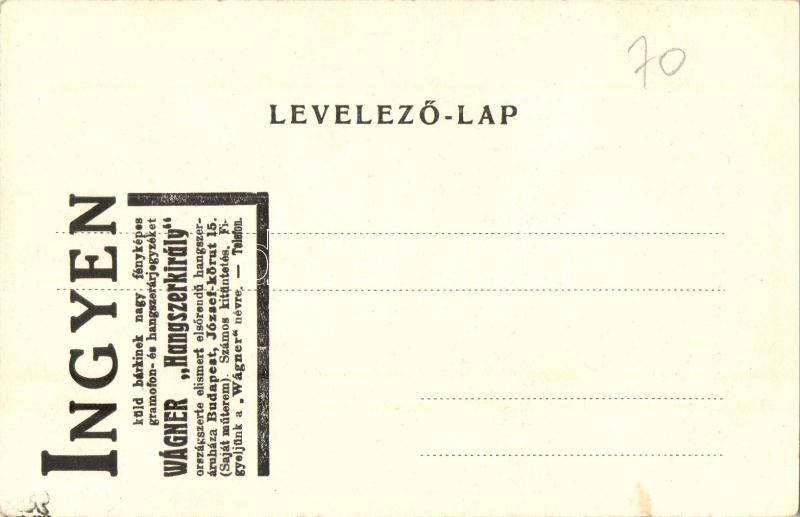 70
LEVELEZŐ-LAP
INGYEN
küld bárkinek nagy fényképes
gramofon- és hangszerárjegyzéket
WÁGNER „Hangszerkirály“
országszerte elismert elsőrendű hangszer-
áruháza Budapest, József-körut 15.
(Saját műterem). Számos kitüntetés. Fi-
gyeljünk a „Wágner“ névre. — Telefon.